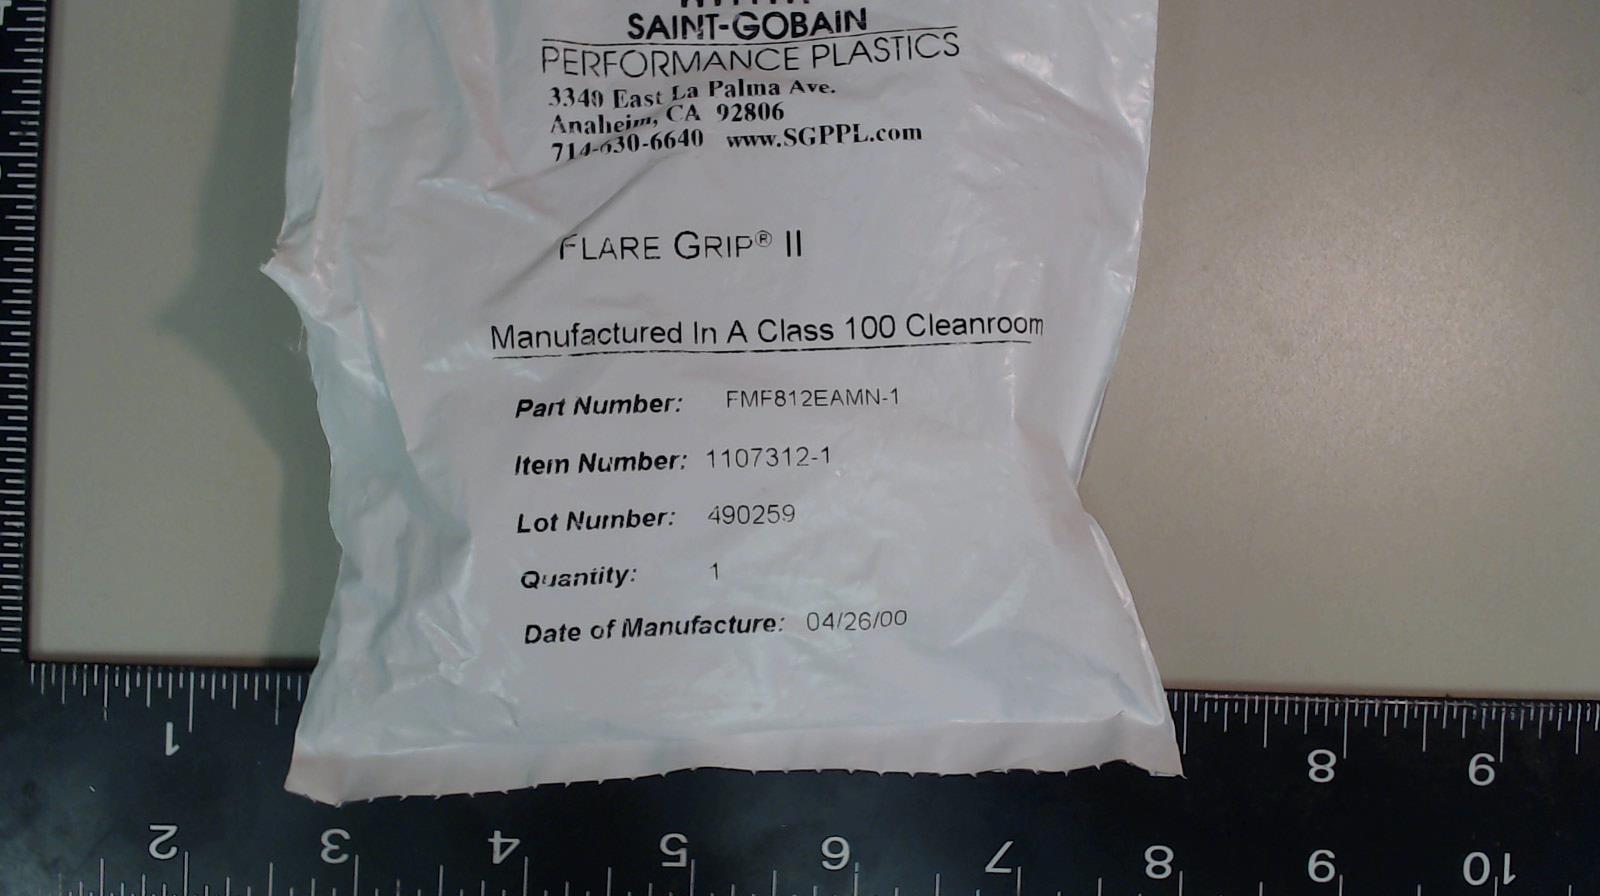 SAINT-GOBAIN
PERFORMANCE PLASTICS
3340 East La Palma Ave.
Anaheim, CA 92806
714-630-6640 www.SGPPL.com
FLARE GRIP® II
Manufactured In A Class 100 Cleanroom
Part Number: FMF812EAMN-1
Item Number: 1107312-1
Lot Number: 490259
Quantity: 1
Date of Manufacture: 04/26/00
1 8 9
2 3 4 5 6 7 8 9 10